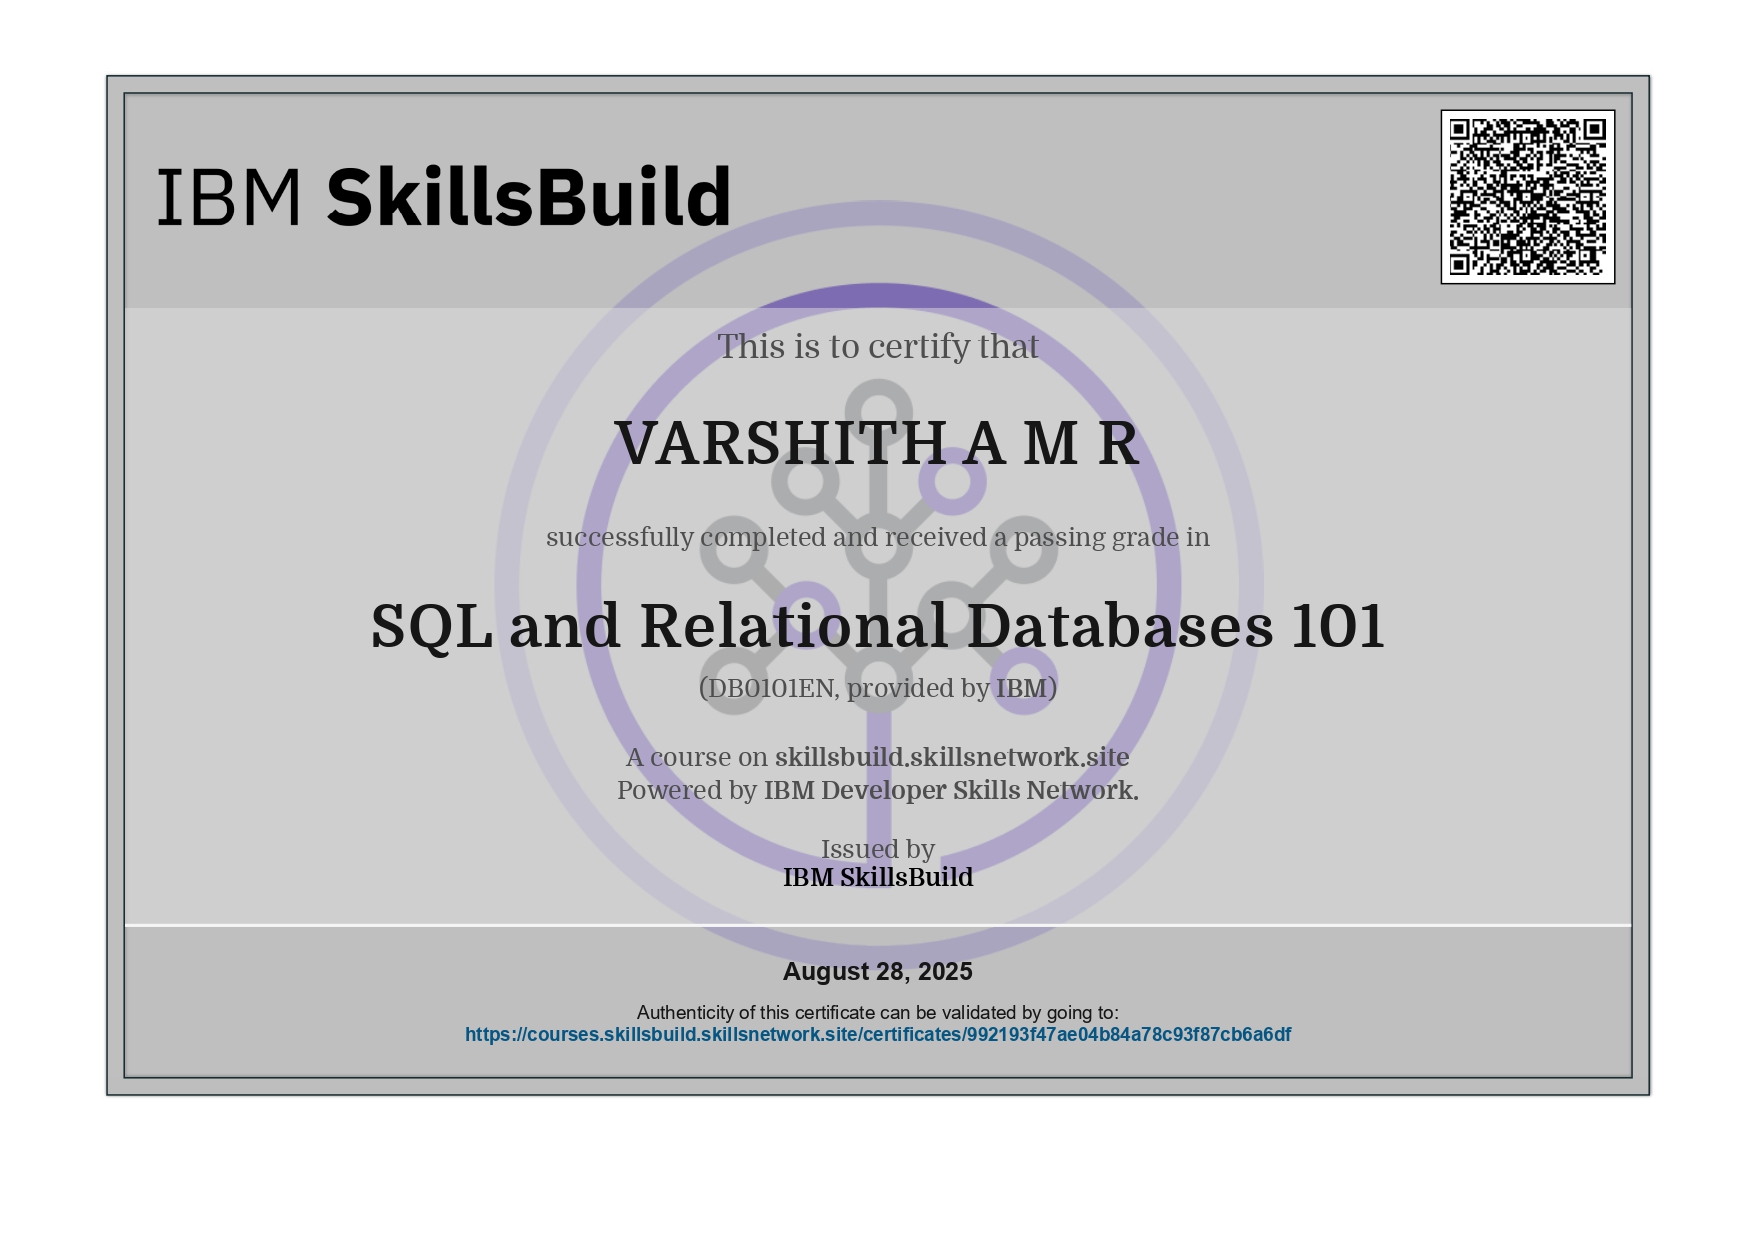 IBM SkillsBuild
This is to certify that
VARSHITH A M R
successfully completed and received a passing grade in
SQL and Relational Databases 101
(DB0101EN, provided by IBM)
A course on skillsbuild.skillsnetwork.site
Powered by IBM Developer Skills Network.
Issued by
IBM SkillsBuild
August 28, 2025
Authenticity of this certificate can be validated by going to:
https://courses.skillsbuild.skillsnetwork.site/certificates/992193f47ae04b84a78c93f87cb6a6df